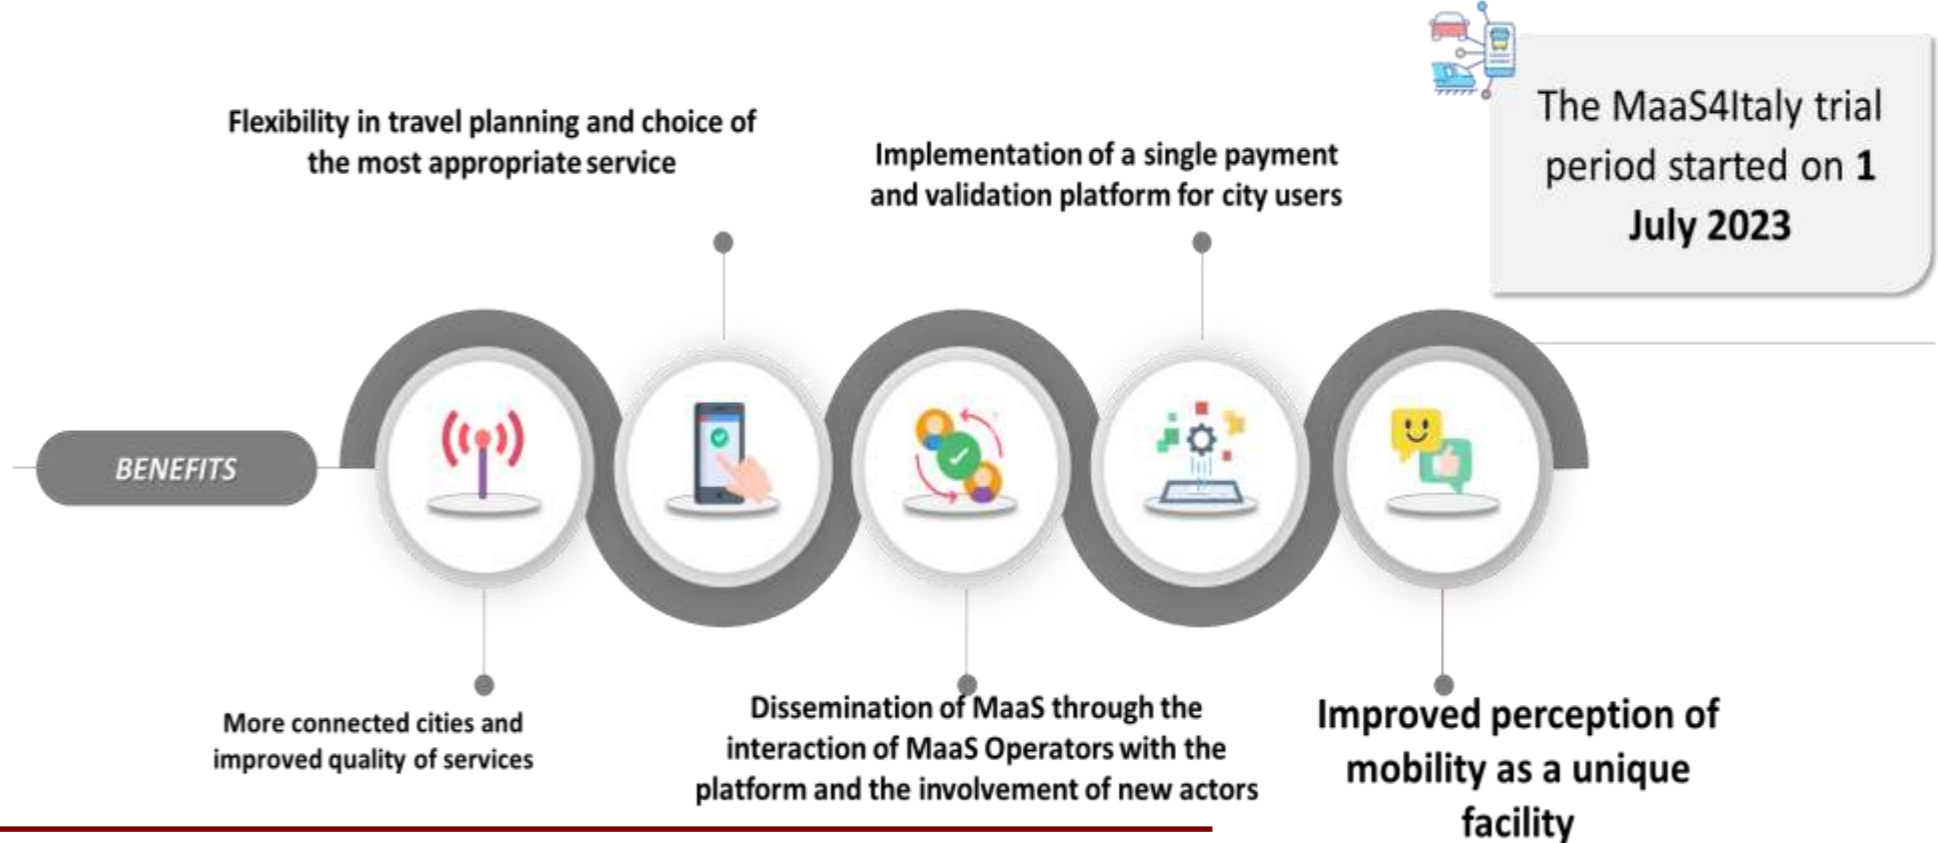 The MaaS4Italy trial
period started on 1
July 2023
Flexibility in travel planning and choice of
the most appropriate service
Implementation of a single payment
and validation platform for city users
BENEFITS
More connected cities and
improved quality of services
Dissemination of MaaS through the
interaction of MaaS Operators with the
platform and the involvement of new actors
Improved perception of
mobility as a unique
facility